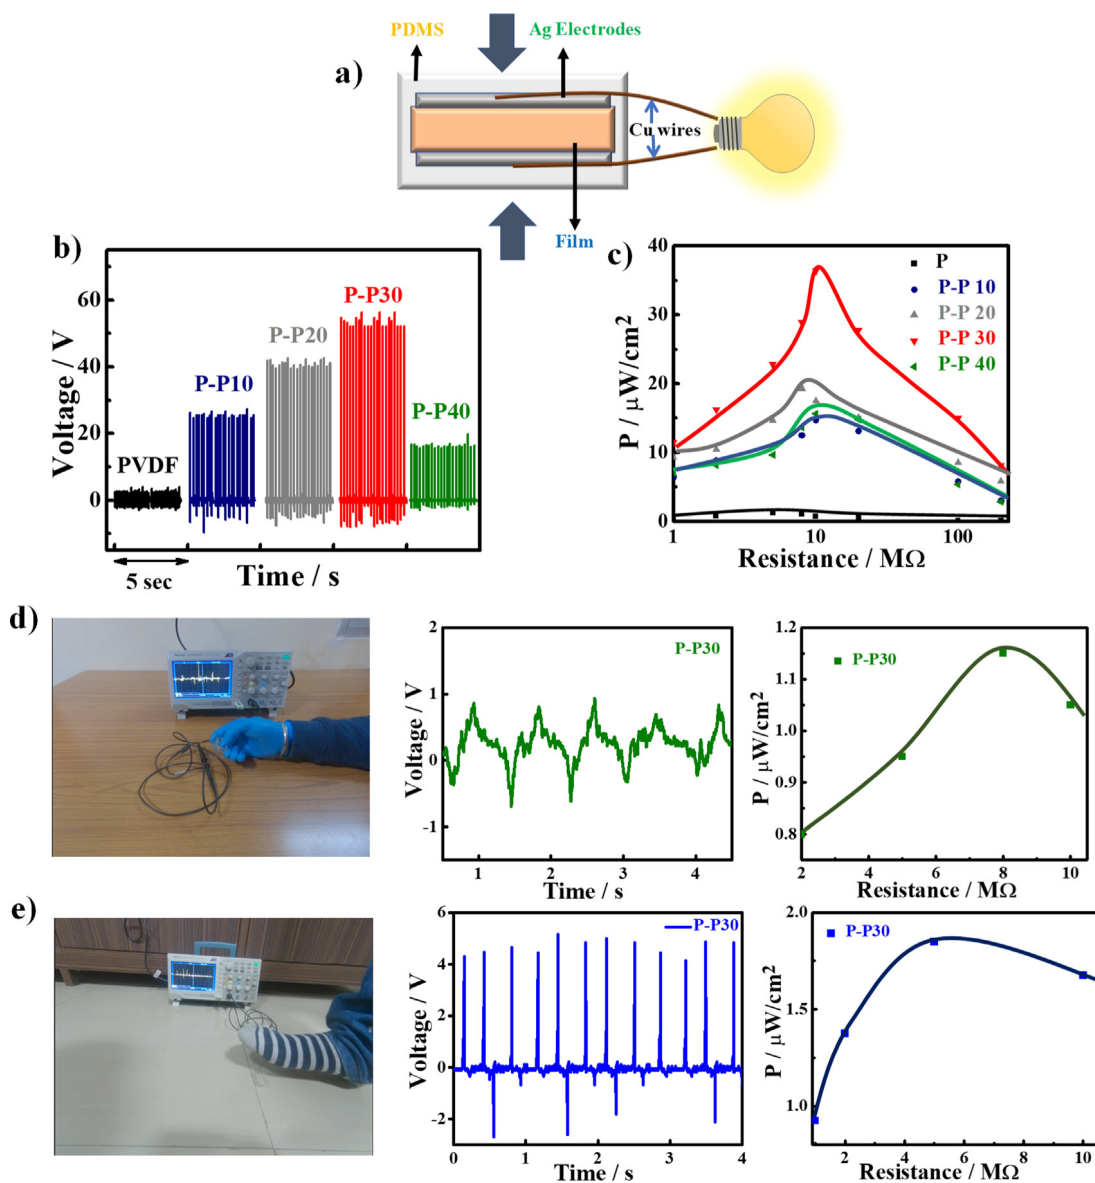 PDMS
Ag Electrodes
a)
Cu wires
Film
b)
Voltage / V
60
40
20
0
PVDF
P-P10
P-P20
P-P30
P-P40
5 sec
Time / s
c)
P / μW/cm2
40
30
20
10
0
P
P-P 10
P-P 20
P-P 30
P-P 40
1
10
100
Resistance / MΩ
d)
Voltage / V
2
1
0
-1
P-P30
1
2
3
4
Time / s
P / μW/cm2
1.2
1.1
1.0
0.9
0.8
P-P30
2
4
6
8
10
Resistance / MΩ
e)
Voltage / V
6
4
2
0
-2
P-P30
0
1
2
3
4
Time / s
P / μW/cm2
2.0
1.5
1.0
P-P30
2
4
6
8
10
Resistance / MΩ